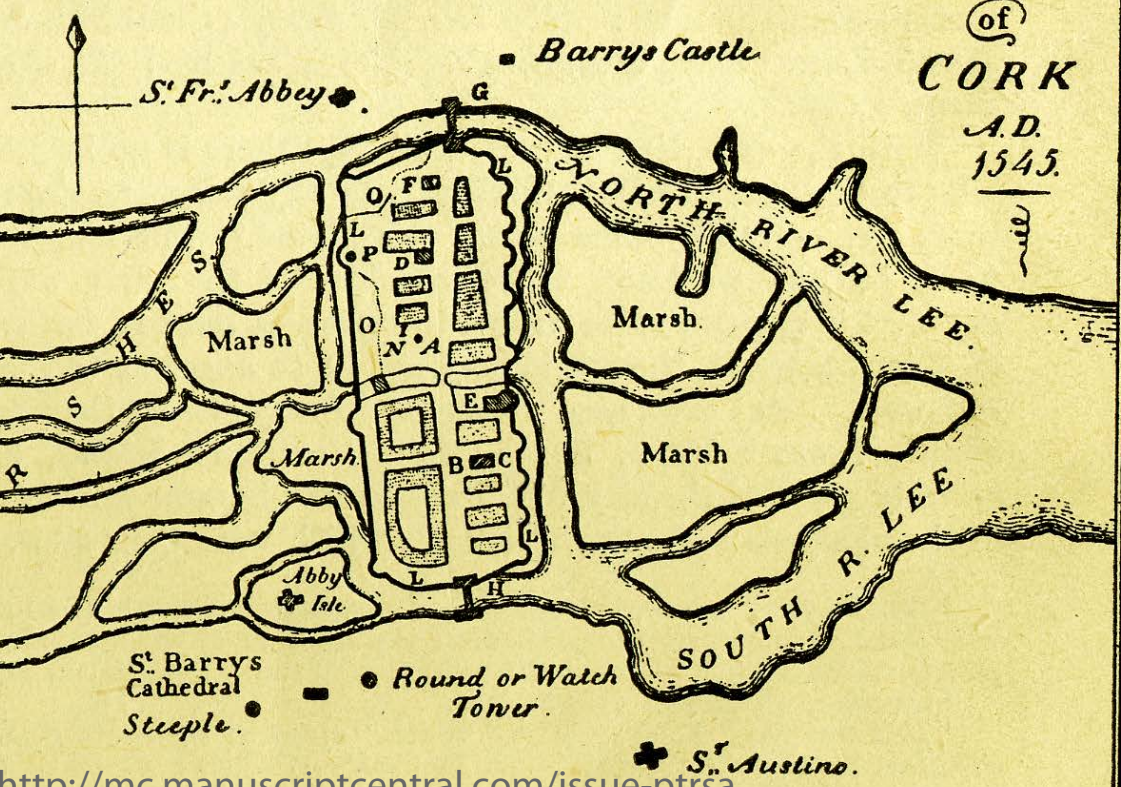 of
CORK
A.D.
1545.
Barrys Castle
St. Fr.s Abbey
G
L
NORTH RIVER LEE.
F
O
L
P
D
O
I
N A
Marsh
Marsh.
R S H E S
E
Marsh.
B C
Marsh
L
L
H
Abby
Isle
SOUTH R. LEE
St. Barrys
Cathedral
Steeple.
Round or Watch
Tower.
St. Austins.
http://mc.manuscriptcentral.com/issue-ptrsa